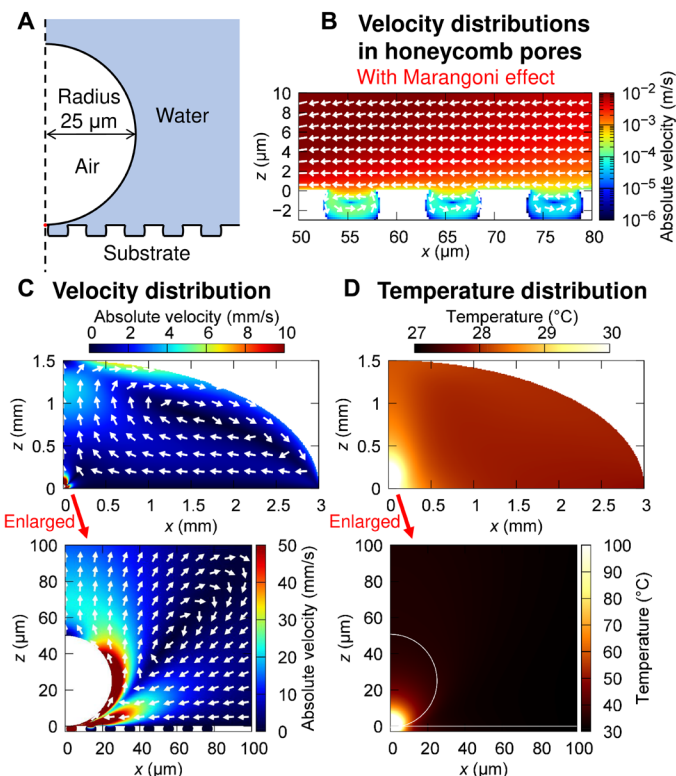 A
Radius
25 µm
Water
Air
Substrate
B Velocity distributions
in honeycomb pores
With Marangoni effect
10
8
6
4
2
0
−2
z (µm)
50 55 60 65 70 75 80
x (µm)
10⁻²
10⁻³
10⁻⁴
10⁻⁵
10⁻⁶
Absolute velocity (m/s)
C Velocity distribution
Absolute velocity (mm/s)
0 2 4 6 8 10
1.5
1
0.5
0
z (mm)
0 0.5 1 1.5 2 2.5 3
x (mm)
Enlarged
100
80
60
40
20
0
z (µm)
0 20 40 60 80 100
x (µm)
50
40
30
20
10
0
Absolute velocity (mm/s)
D Temperature distribution
Temperature (°C)
27 28 29 30
1.5
1
0.5
0
z (mm)
0 0.5 1 1.5 2 2.5 3
x (mm)
Enlarged
100
80
60
40
20
0
z (µm)
0 20 40 60 80 100
x (µm)
100
90
80
70
60
50
40
30
Temperature (°C)